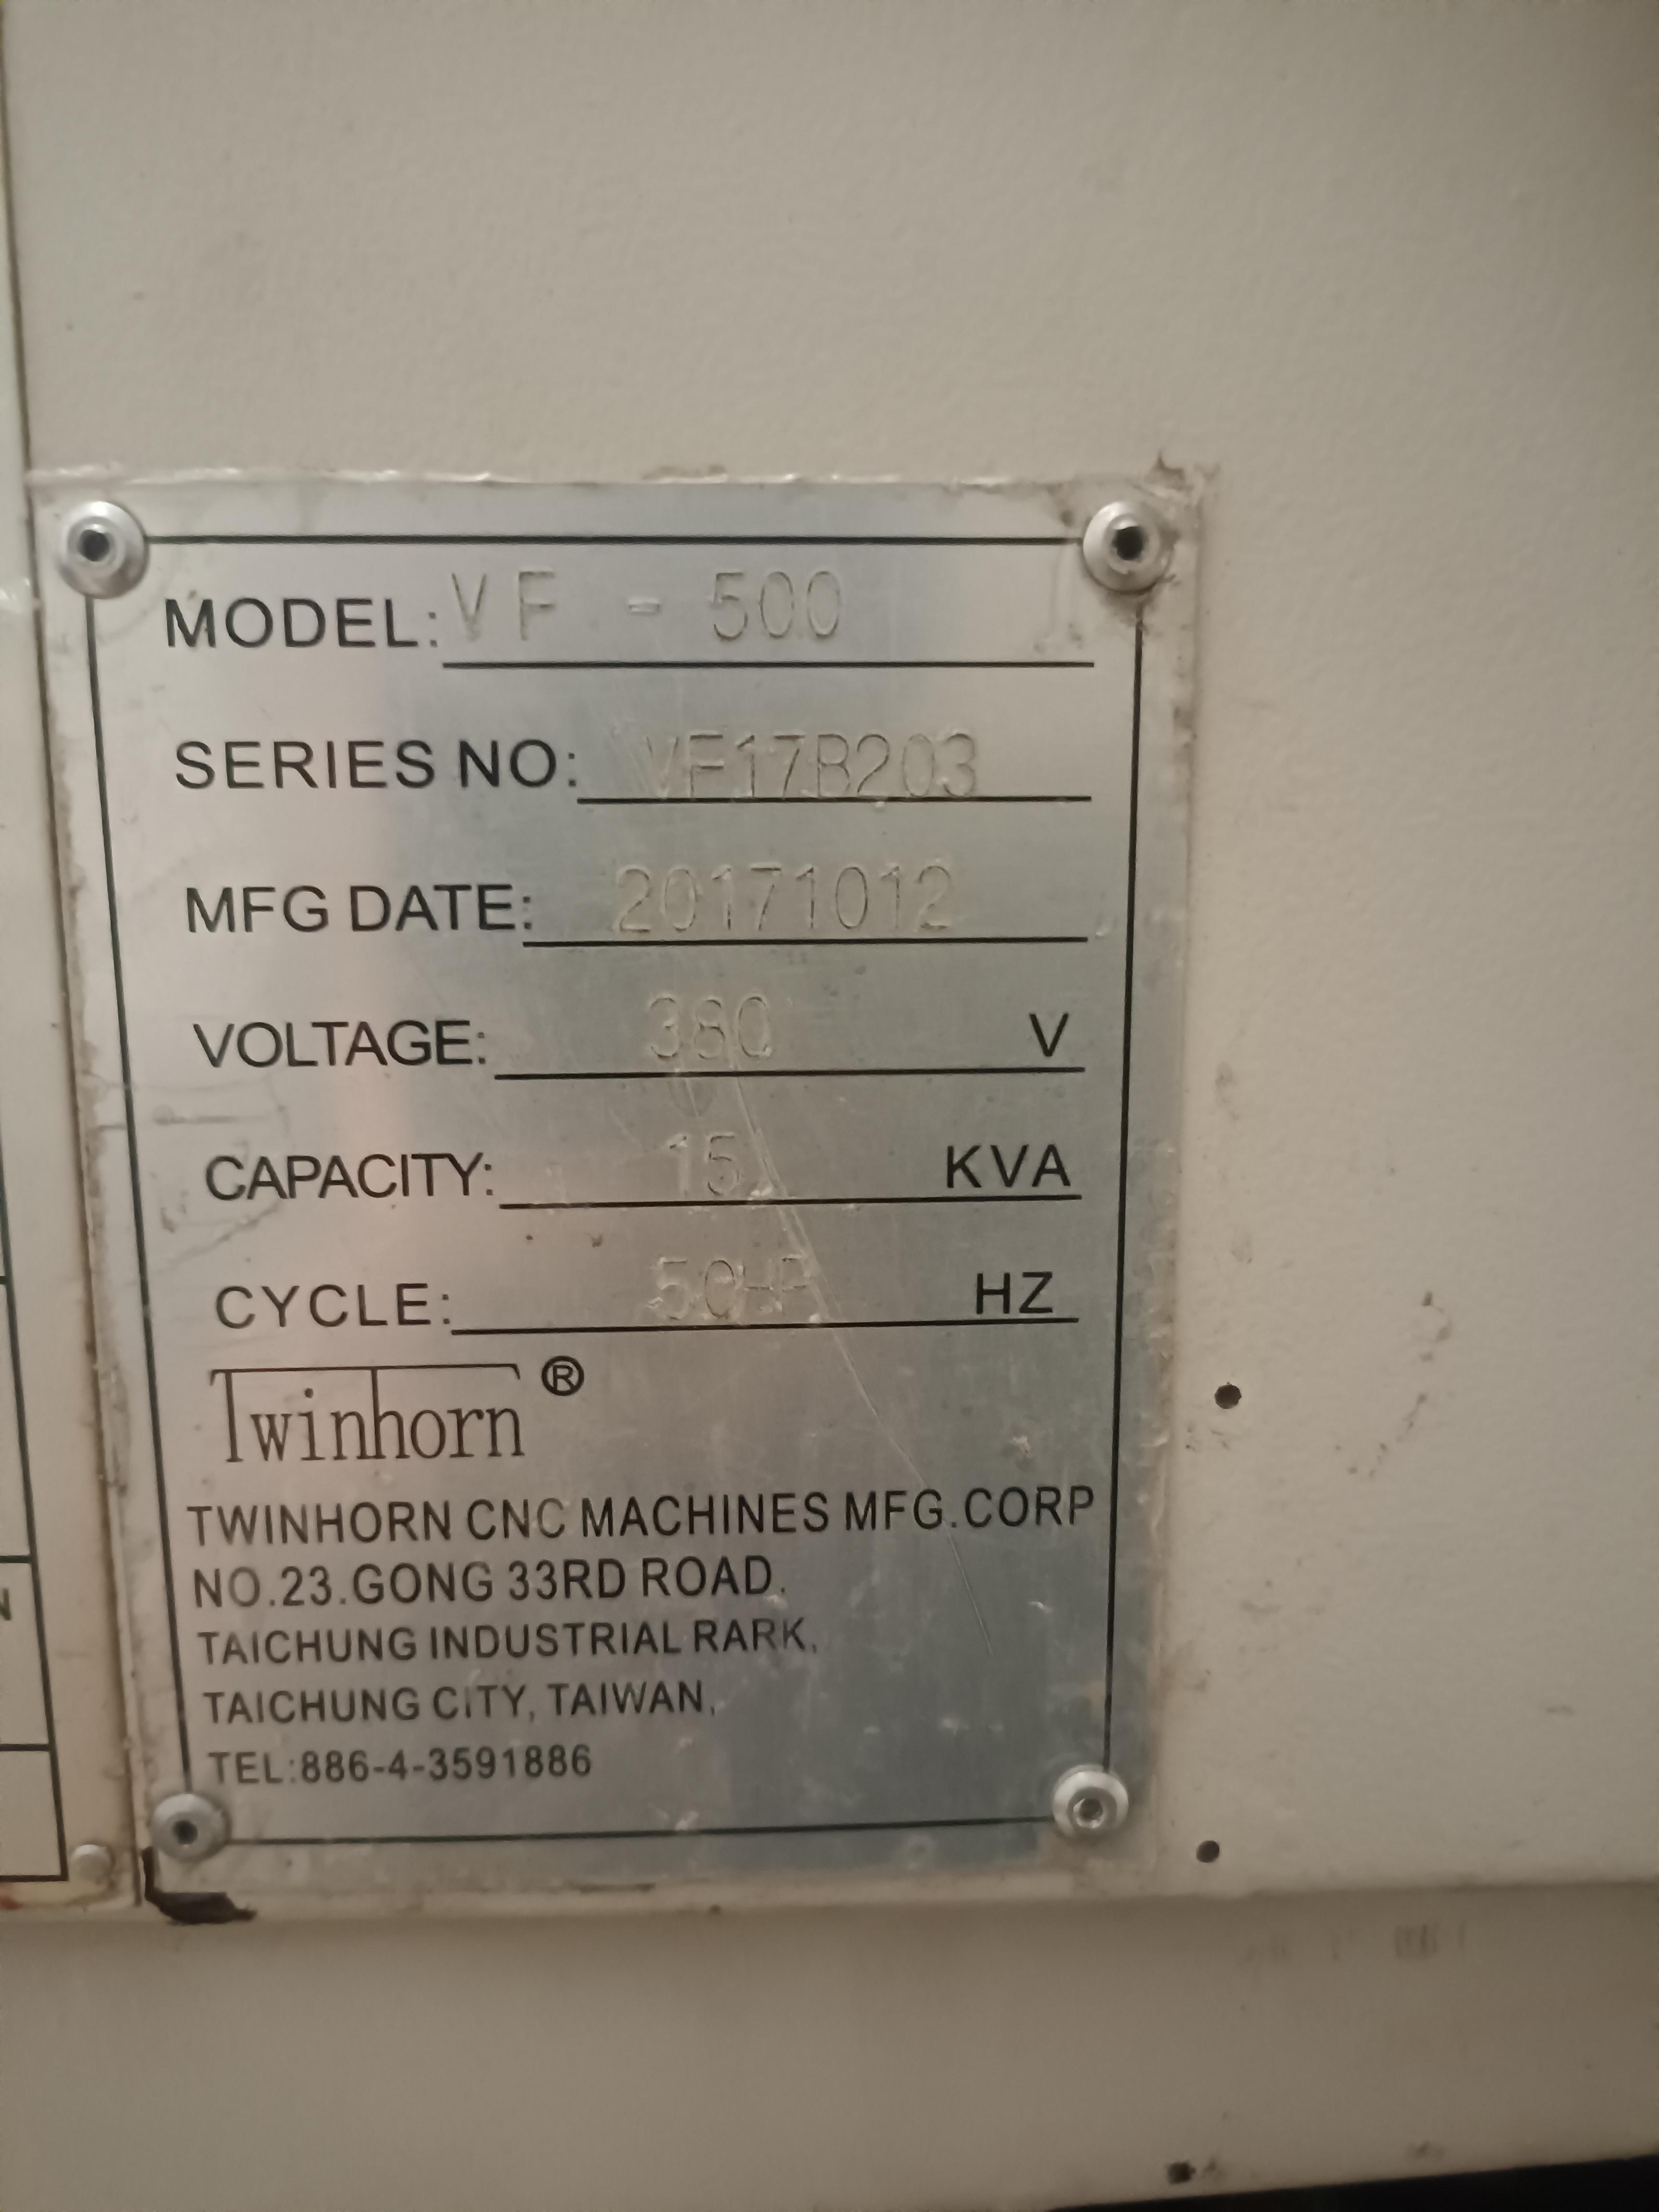 MODEL: VF - 500
SERIES NO: VF17B203
MFG DATE: 20171012
VOLTAGE: 380 V
CAPACITY: 15 KVA
CYCLE: 50HP HZ
Twinhorn ®
TWINHORN CNC MACHINES MFG.CORP
NO.23.GONG 33RD ROAD.
TAICHUNG INDUSTRIAL RARK,
TAICHUNG CITY, TAIWAN,
TEL:886-4-3591886